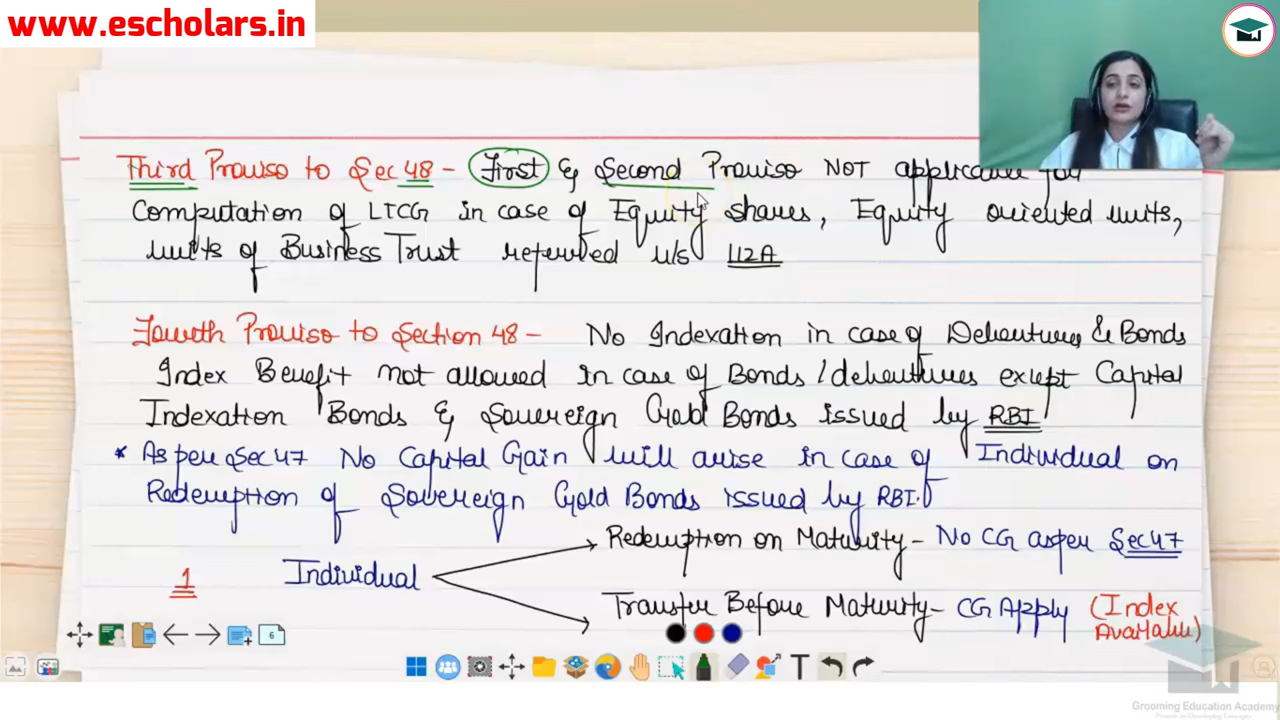 www.escholars.in
Third Proviso to Sec 48 - First & Second Proviso NOT applicable for
Computation of LTCG in case of Equity shares, Equity oriented units,
units of Business Trust referred u/s 112A
Fourth Proviso to Section 48 - No Indexation in case of Debentures & Bonds
Index Benefit not allowed in case of Bonds/debentures except Capital
Indexation Bonds & Sovereign Gold Bonds issued by RBI
* As per Sec 47 No Capital Gain will arise in case of Individual on
Redemption of Sovereign Gold Bonds issued by RBI.
Redemption on Maturity - No CG as per Sec 47
1 Individual
Transfer Before Maturity - CG Apply (Index
Available)
6
T
Grooming Education Academy